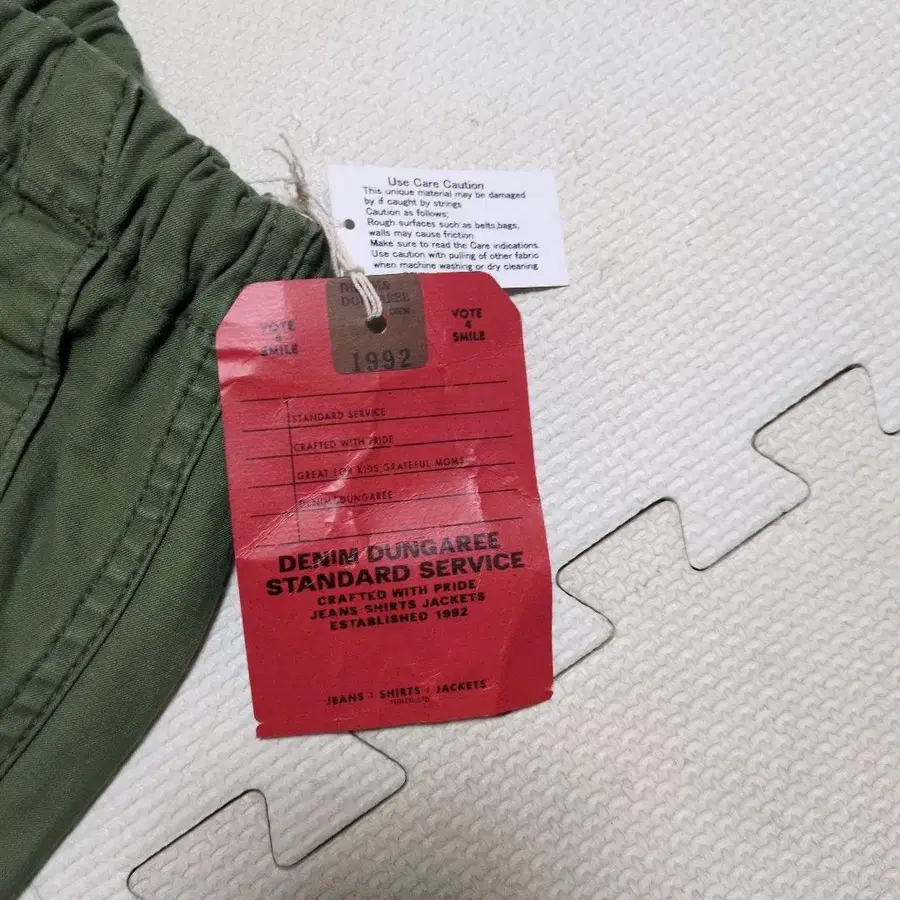 Use Care Caution
This unique material may be damaged
by if caught by strings
Caution as follows;
Rough surfaces such as belts,bags,
walls may cause friction
Make sure to read the Care indications.
Use caution with pulling of other fabric
when machine washing or dry cleaning
DUNGAREE
1992
VOTE
4
SMILE
VOTE
4
SMILE
STANDARD SERVICE
CRAFTED WITH PRIDE
GREAT FOR KIDS GRATEFUL MOMS
DENIM DUNGAREE
DENIM DUNGAREE
STANDARD SERVICE
CRAFTED WITH PRIDE
JEANS SHIRTS JACKETS
ESTABLISHED 1992
JEANS : SHIRTS : JACKETS